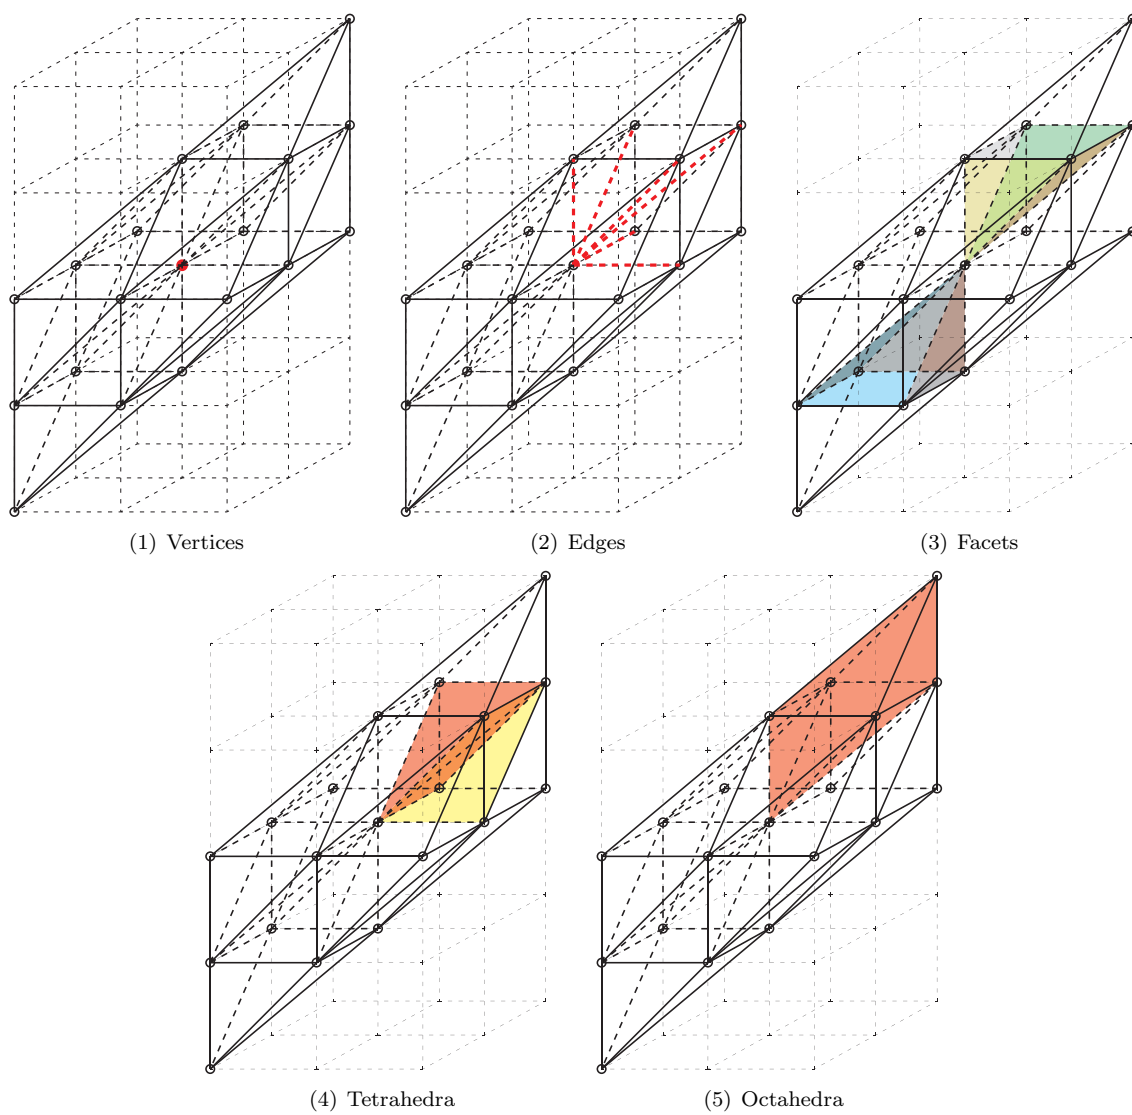 (1) Vertices
(2) Edges
(3) Facets
(4) Tetrahedra
(5) Octahedra